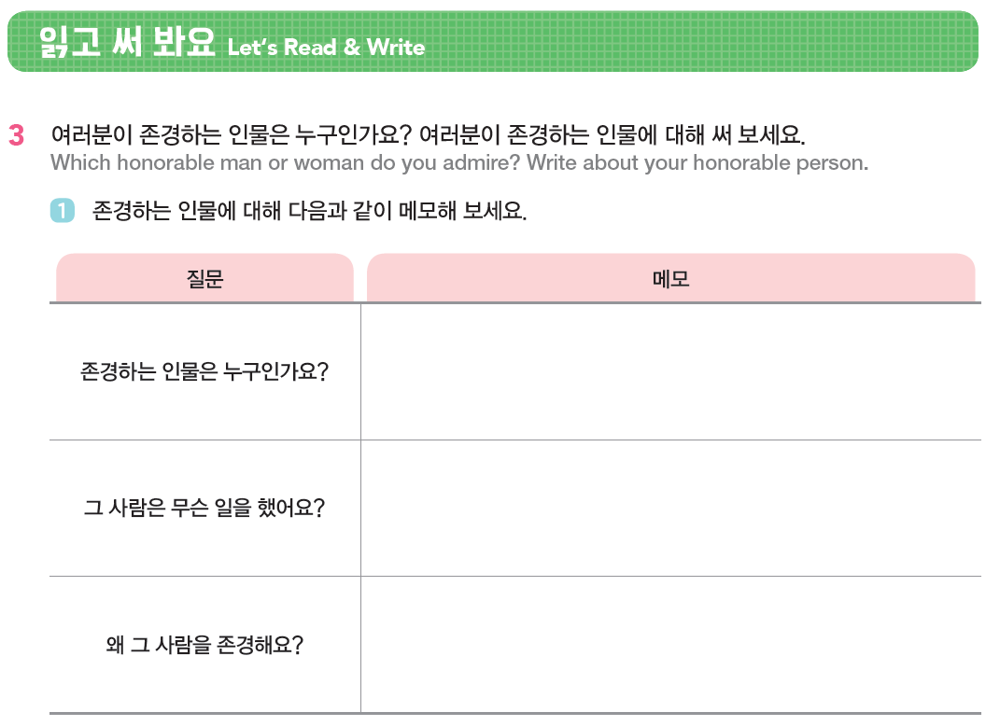 읽고 써 봐요 Let's Read & Write
3 여러분이 존경하는 인물은 누구인가요? 여러분이 존경하는 인물에 대해 써 보세요.
Which honorable man or woman do you admire? Write about your honorable person.
1 존경하는 인물에 대해 다음과 같이 메모해 보세요.
질문 메모
존경하는 인물은 누구인가요?
그 사람은 무슨 일을 했어요?
왜 그 사람을 존경해요?